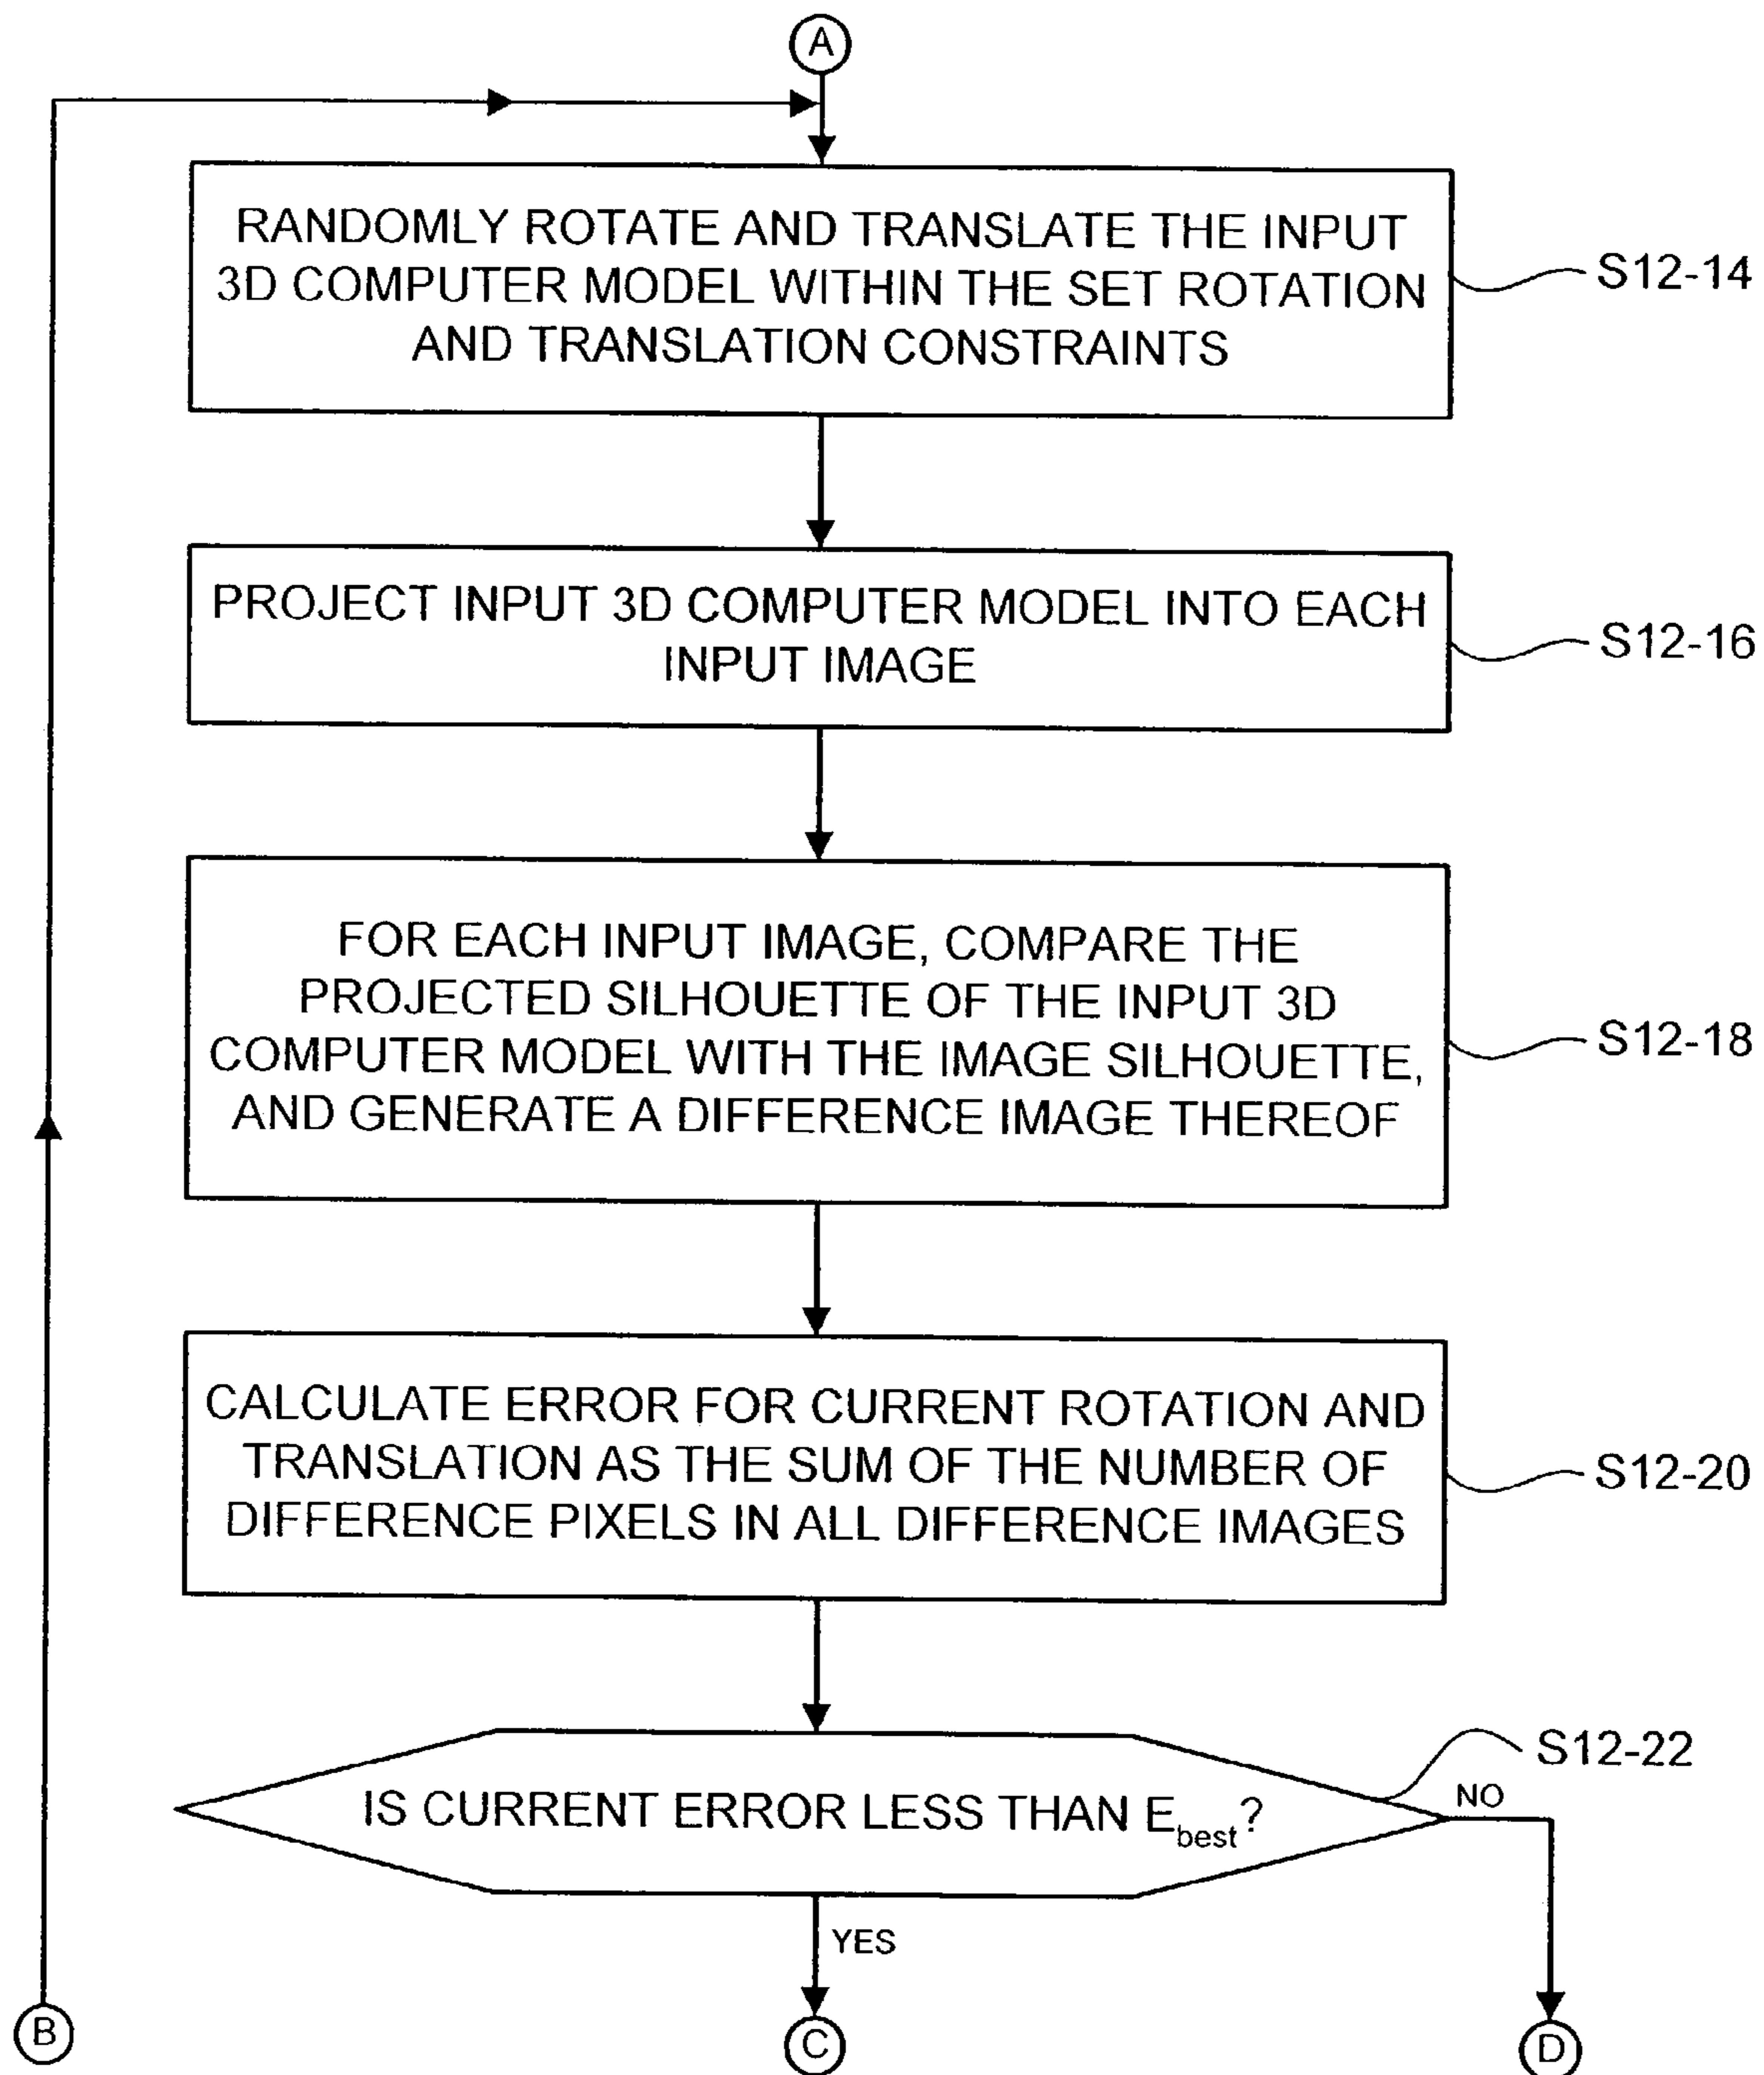 A
RANDOMLY ROTATE AND TRANSLATE THE INPUT
3D COMPUTER MODEL WITHIN THE SET ROTATION
AND TRANSLATION CONSTRAINTS
S12-14
PROJECT INPUT 3D COMPUTER MODEL INTO EACH
INPUT IMAGE
S12-16
FOR EACH INPUT IMAGE, COMPARE THE
PROJECTED SILHOUETTE OF THE INPUT 3D
COMPUTER MODEL WITH THE IMAGE SILHOUETTE,
AND GENERATE A DIFFERENCE IMAGE THEREOF
S12-18
CALCULATE ERROR FOR CURRENT ROTATION AND
TRANSLATION AS THE SUM OF THE NUMBER OF
DIFFERENCE PIXELS IN ALL DIFFERENCE IMAGES
S12-20
S12-22
IS CURRENT ERROR LESS THAN E_best?
NO
YES
B
C
D